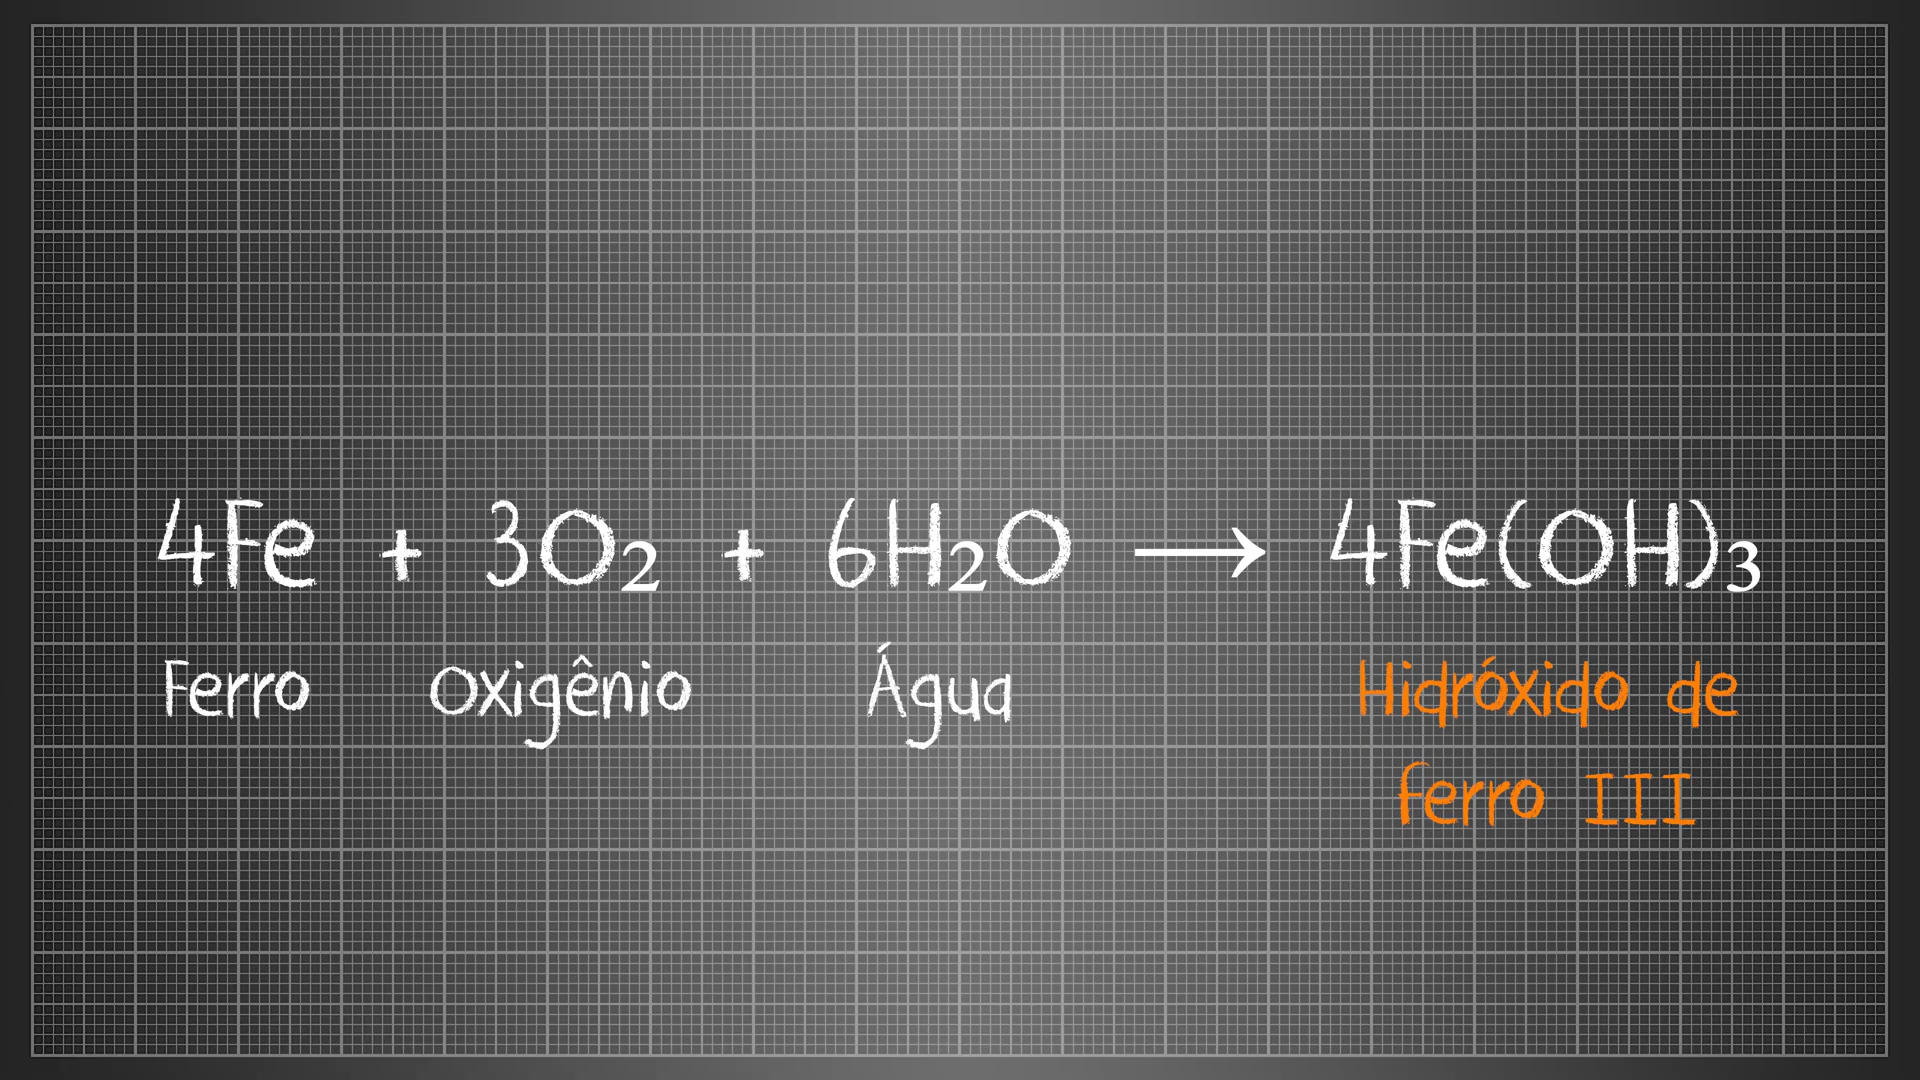 4Fe + 3O₂ + 6H₂O ⟶ 4Fe(OH)₃
Ferro Oxigênio Água Hidróxido de
ferro III